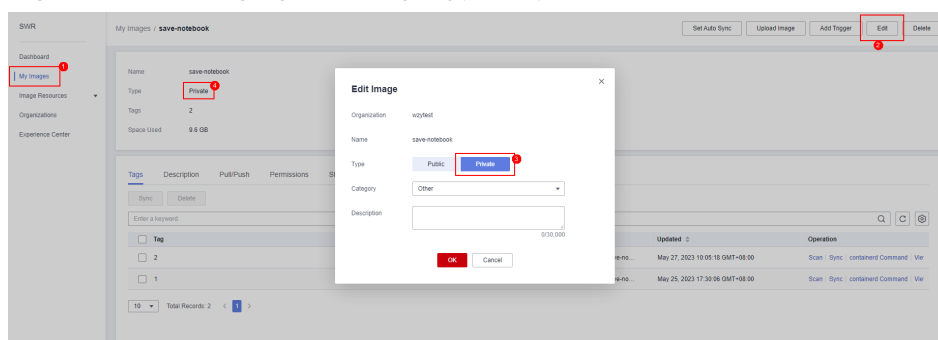 SWR
My Images / save-notebook
Set Auto Sync
Upload Image
Add Trigger
Edit
Delete
2
Dashboard
1
My Images
Image Resources
Organizations
Experience Center
Name save-notebook
4
Type Private
Tags 2
Space Used 9.6 GB
Edit Image
Organization wzytest
Name save-notebook
3
Type Public Private
Category Other
Description
0/30,000
OK Cancel
Tags Description Pull/Push Permissions
Sync Delete
Enter a keyword.
Tag Updated Operation
2 May 27, 2023 10:05:18 GMT+08:00 Scan Sync containerd Command
1 May 25, 2023 17:30:06 GMT+08:00 Scan Sync containerd Command
10 Total Records: 2 < 1 >